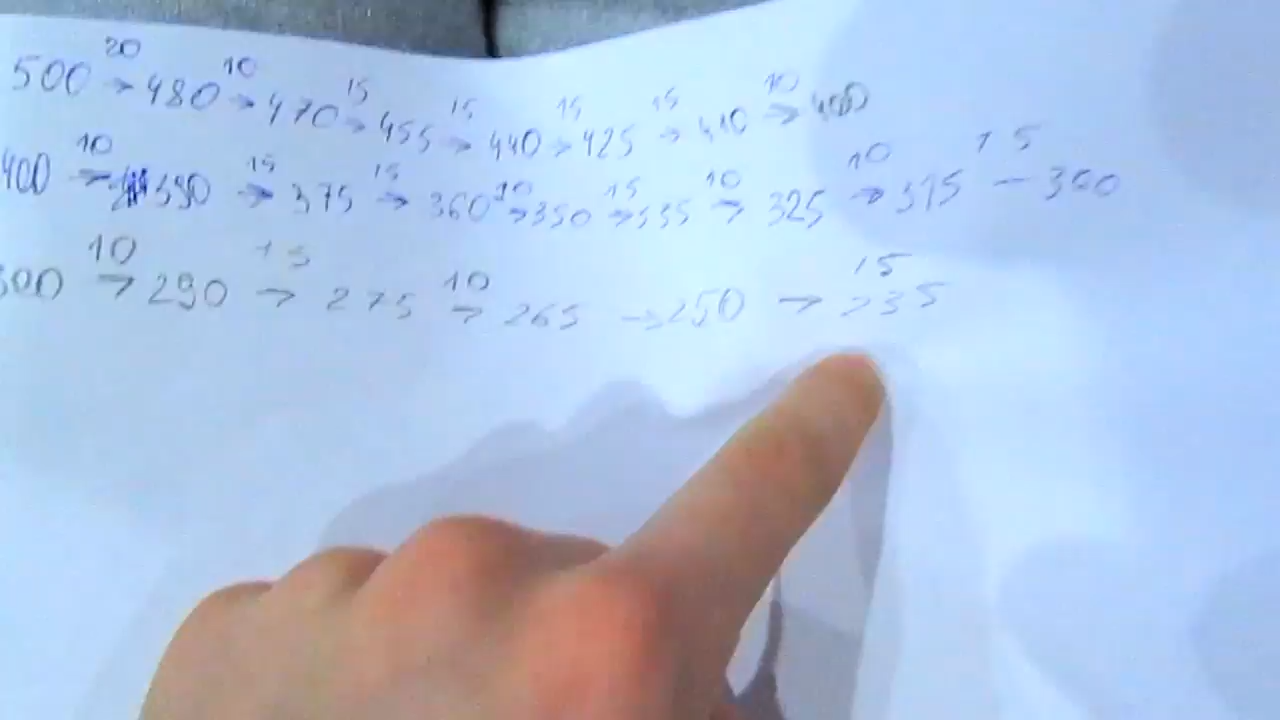 20 10 15 15 15 15 10
500 → 480 → 470 → 455 → 440 → 425 → 410 → 400
10 15 15 10 15 10 10 15
400 → 390 → 375 → 360 → 350 → 335 → 325 → 315 – 300
10 15 10 15
300 → 290 → 275 → 265 → 250 → 235